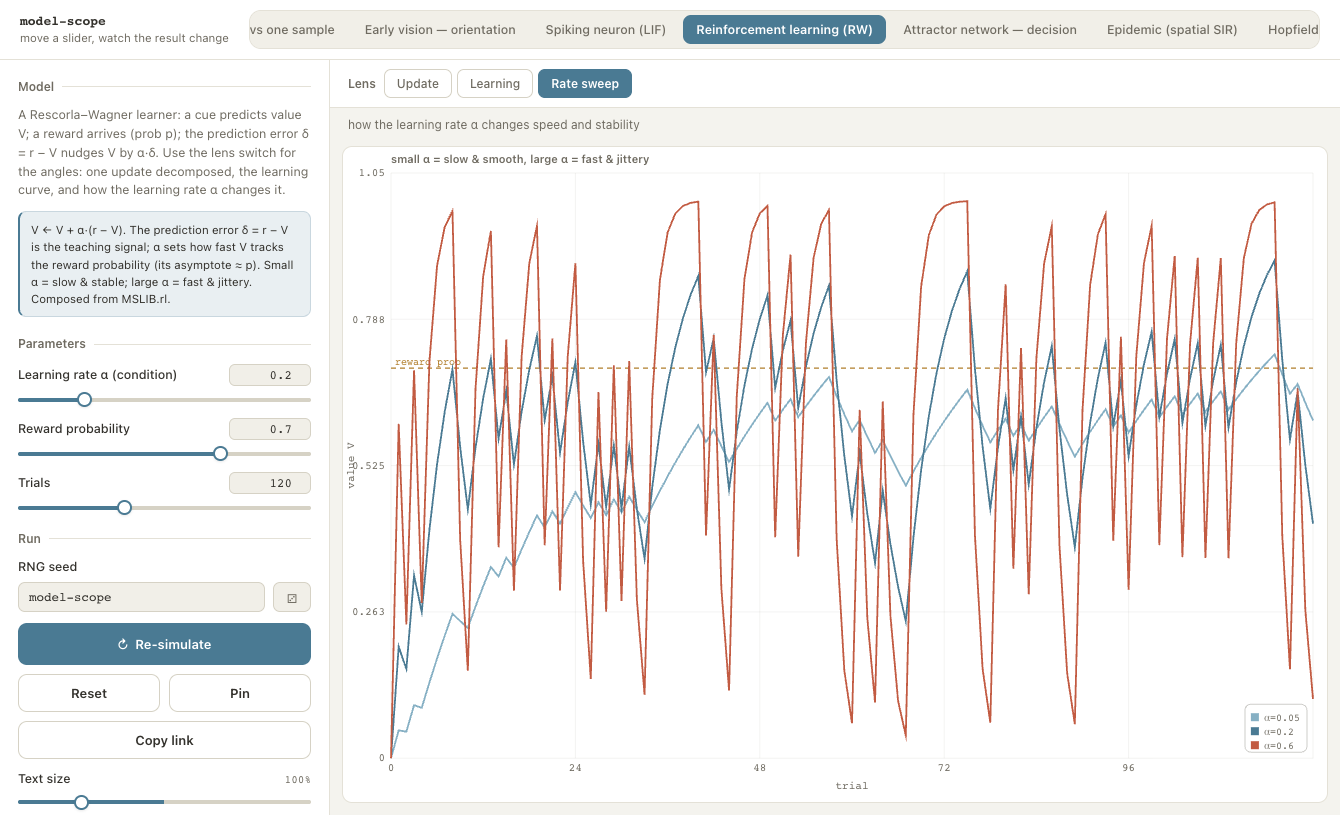 model-scope
move a slider, watch the result change
vs one sample
Early vision — orientation
Spiking neuron (LIF)
Reinforcement learning (RW)
Attractor network — decision
Epidemic (spatial SIR)
Hopfield
Model
A Rescorla–Wagner learner: a cue predicts value
V; a reward arrives (prob p); the prediction error δ
= r − V nudges V by α·δ. Use the lens switch for
the angles: one update decomposed, the learning
curve, and how the learning rate α changes it.
V ← V + α·(r − V). The prediction error δ = r − V
is the teaching signal; α sets how fast V tracks
the reward probability (its asymptote ≈ p). Small
α = slow & stable; large α = fast & jittery.
Composed from MSLIB.rl.
Parameters
Learning rate α (condition)
0.2
Reward probability
0.7
Trials
120
Run
RNG seed
model-scope
⚂
↻ Re-simulate
Reset
Pin
Copy link
Text size
100%
Lens
Update
Learning
Rate sweep
how the learning rate α changes speed and stability
small α = slow & smooth, large α = fast & jittery
1.05
0.788
0.525
0.263
0
value V
reward prob
0
24
48
72
96
trial
α=0.05
α=0.2
α=0.6